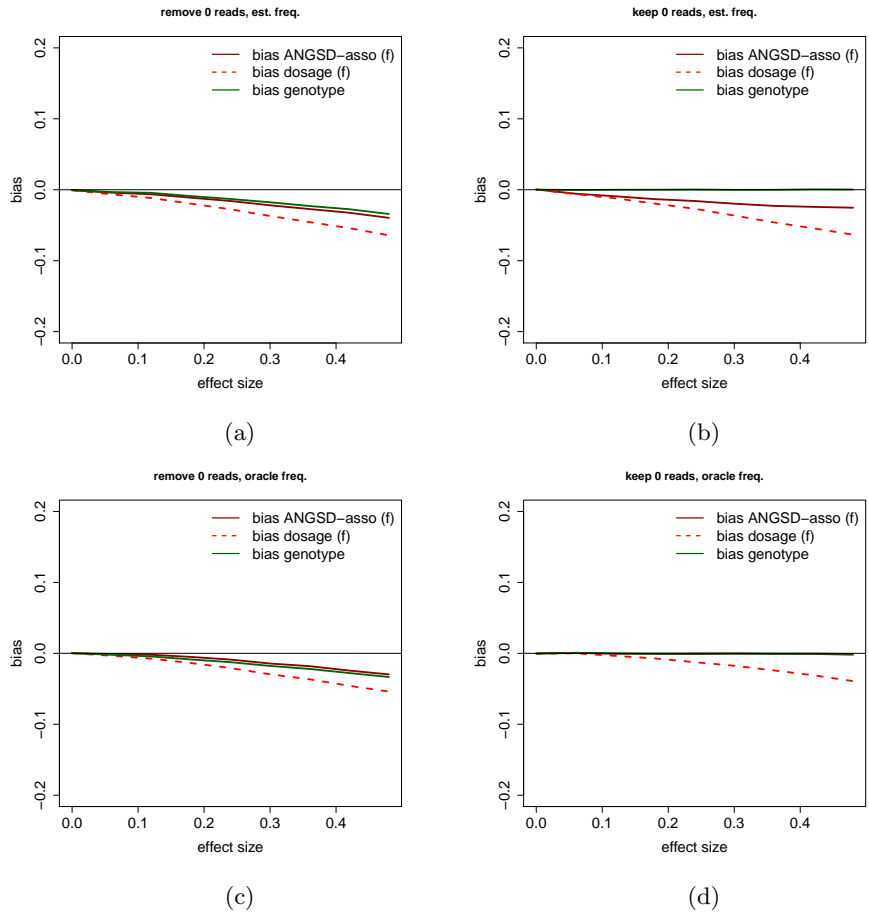 remove 0 reads, est. freq.
bias ANGSD−asso (f)
bias dosage (f)
bias genotype
0.2
0.1
0.0
−0.1
−0.2
bias
0.0 0.1 0.2 0.3 0.4
effect size
(a)
keep 0 reads, est. freq.
bias ANGSD−asso (f)
bias dosage (f)
bias genotype
0.2
0.1
0.0
−0.1
−0.2
bias
0.0 0.1 0.2 0.3 0.4
effect size
(b)
remove 0 reads, oracle freq.
bias ANGSD−asso (f)
bias dosage (f)
bias genotype
0.2
0.1
0.0
−0.1
−0.2
bias
0.0 0.1 0.2 0.3 0.4
effect size
(c)
keep 0 reads, oracle freq.
bias ANGSD−asso (f)
bias dosage (f)
bias genotype
0.2
0.1
0.0
−0.1
−0.2
bias
0.0 0.1 0.2 0.3 0.4
effect size
(d)